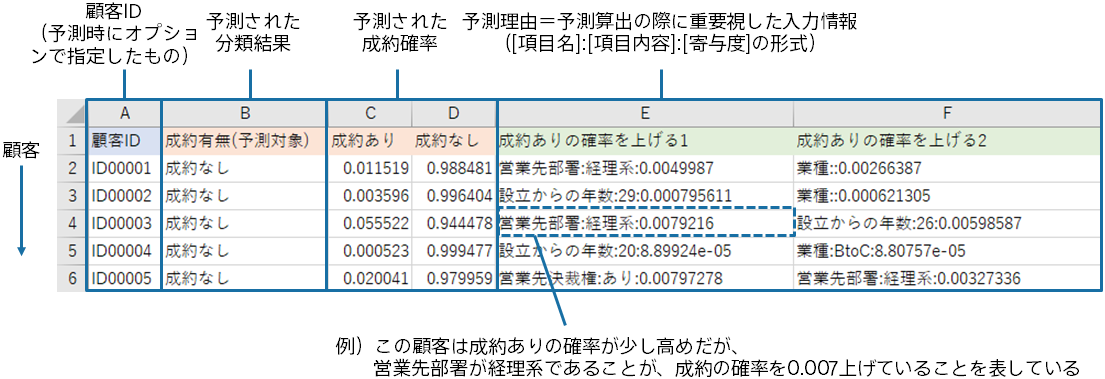 顧客ID
（予測時にオプショ
ンで指定したもの）
予測された
分類結果
予測された
成約確率
予測理由＝予測算出の際に重要視した入力情報
（[項目名]:[項目内容]:[寄与度]の形式）
顧客
A B C D E F
1 顧客ID 成約有無(予測対象) 成約あり 成約なし 成約ありの確率を上げる1 成約ありの確率を上げる2
2 ID00001 成約なし 0.011519 0.988481 営業先部署:経理系:0.0049987 業種::0.00266387
3 ID00002 成約なし 0.003596 0.996404 設立からの年数:29:0.000795611 業種::0.000621305
4 ID00003 成約なし 0.055522 0.944478 営業先部署:経理系:0.0079216 設立からの年数:26:0.00598587
5 ID00004 成約なし 0.000523 0.999477 設立からの年数:20:8.89924e-05 業種:BtoC:8.80757e-05
6 ID00005 成約なし 0.020041 0.979959 営業先決裁権:あり:0.00797278 営業先部署:経理系:0.00327336
例）この顧客は成約ありの確率が少し高めだが、
営業先部署が経理系であることが、成約の確率を0.007上げていることを表している